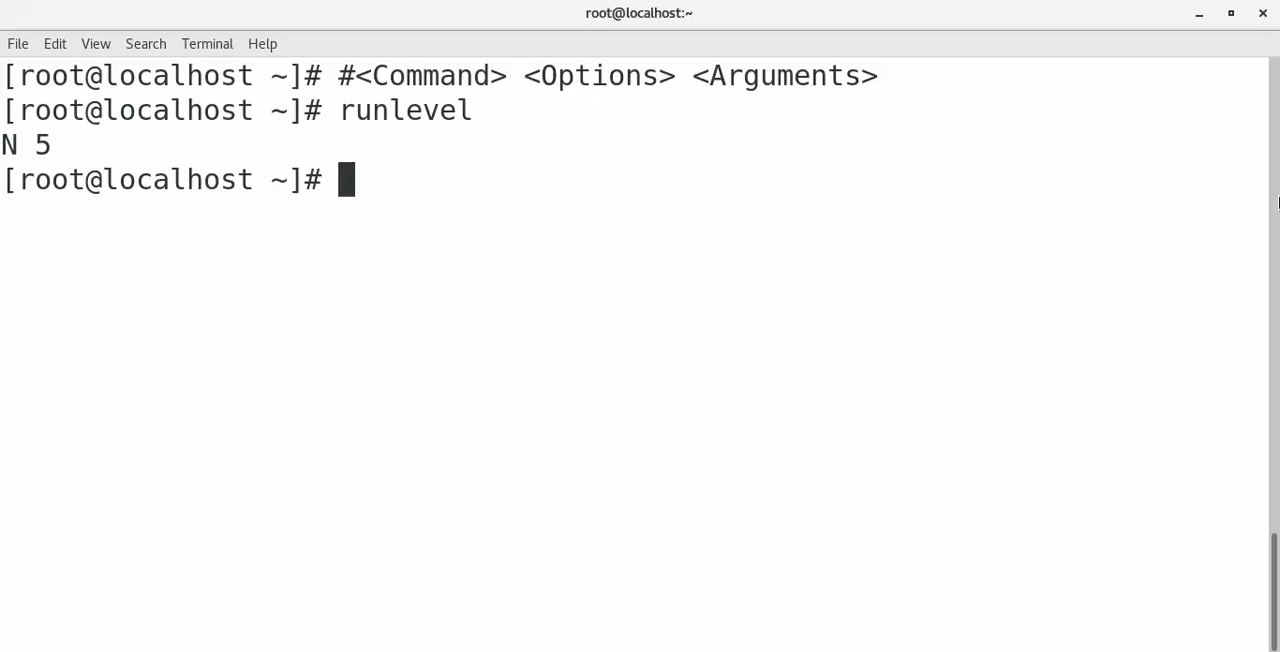 root@localhost:~
File Edit View Search Terminal Help
[root@localhost ~]# #<Command> <Options> <Arguments>
[root@localhost ~]# runlevel
N 5
[root@localhost ~]#